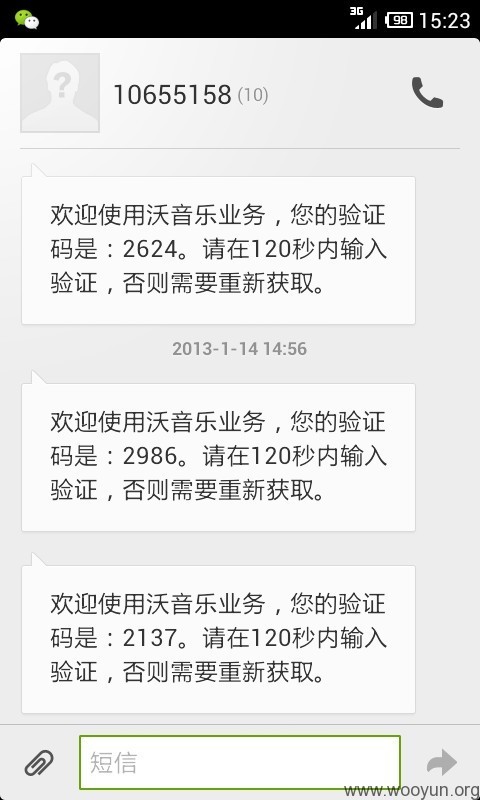 3G 98 15:23
10655158 (10)
欢迎使用沃音乐业务，您的验证
码是：2624。请在120秒内输入
验证，否则需要重新获取。
2013-1-14 14:56
欢迎使用沃音乐业务，您的验证
码是：2986。请在120秒内输入
验证，否则需要重新获取。
欢迎使用沃音乐业务，您的验证
码是：2137。请在120秒内输入
验证，否则需要重新获取。
短信
www.wooyun.org